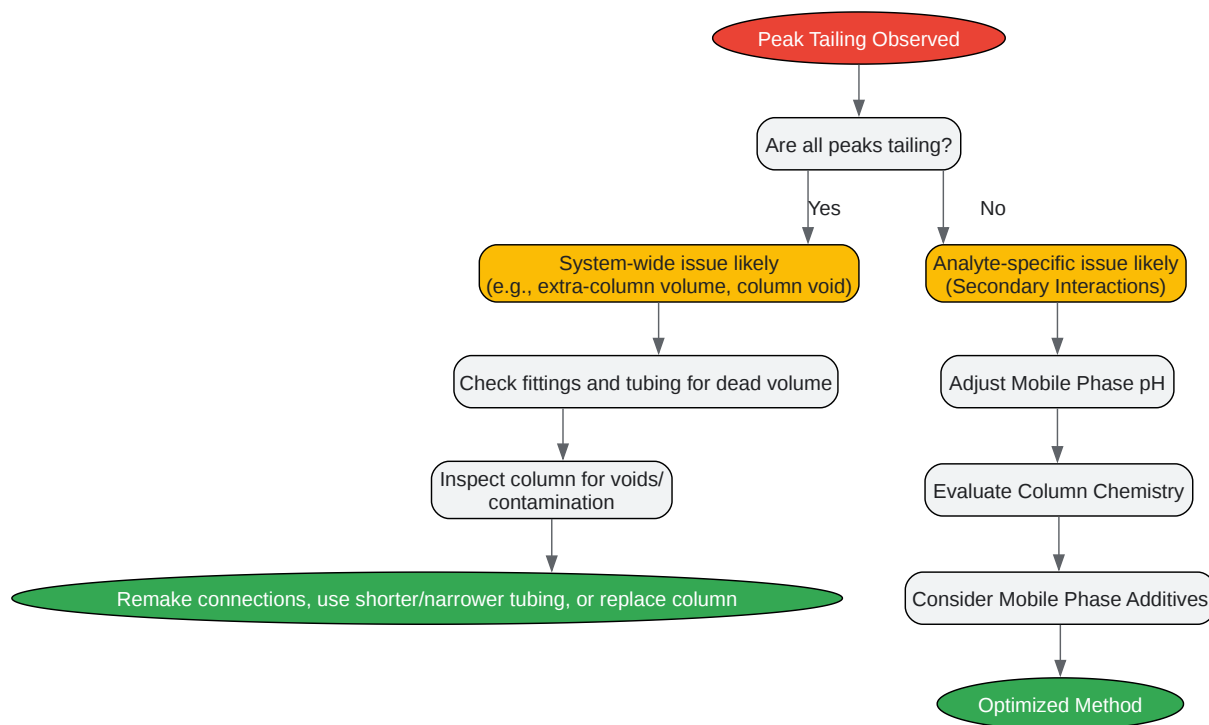 Peak Tailing Observed
Are all peaks tailing?
Yes
No
System-wide issue likely
(e.g., extra-column volume, column void)
Analyte-specific issue likely
(Secondary Interactions)
Check fittings and tubing for dead volume
Adjust Mobile Phase pH
Inspect column for voids/
contamination
Evaluate Column Chemistry
Remake connections, use shorter/narrower tubing, or replace column
Consider Mobile Phase Additives
Optimized Method